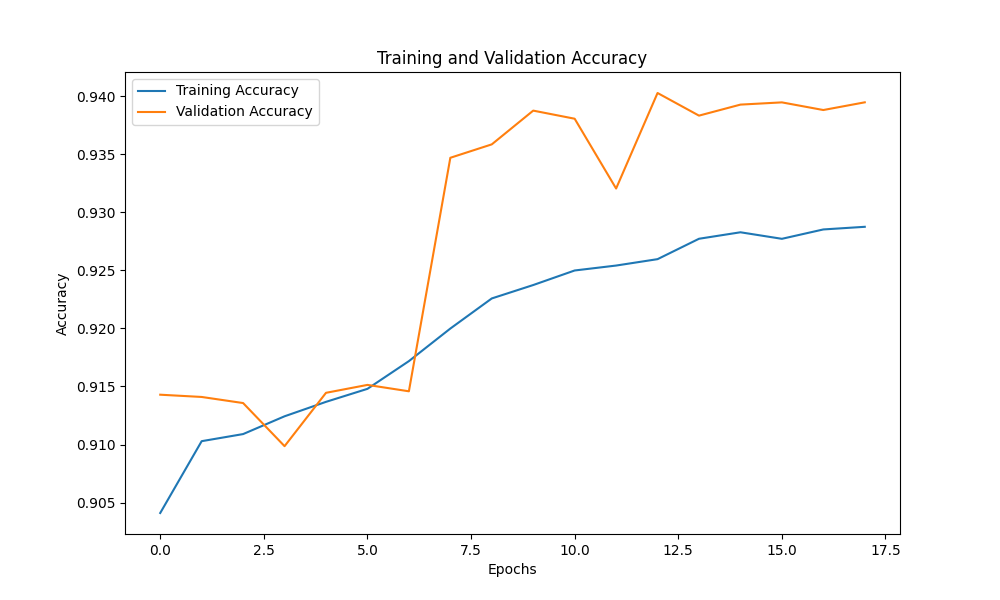 Training and Validation Accuracy
Training Accuracy
Validation Accuracy
0.940
0.935
0.930
0.925
0.920
0.915
0.910
0.905
Accuracy
0.0 2.5 5.0 7.5 10.0 12.5 15.0 17.5
Epochs